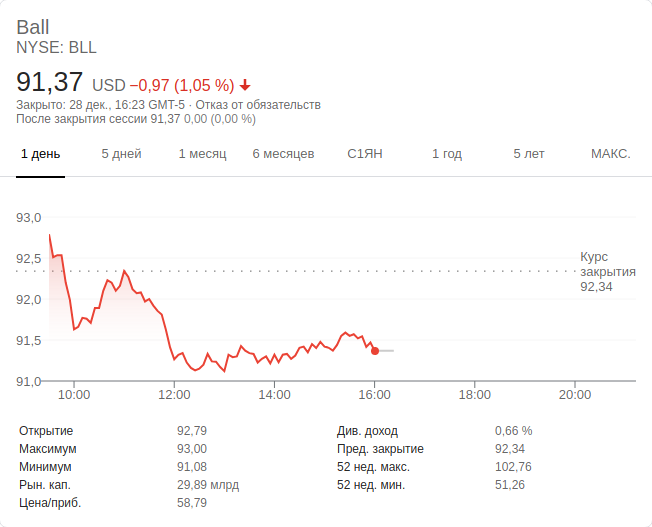 Ball
NYSE: BLL
91,37 USD −0,97 (1,05 %)
Закрыто: 28 дек., 16:23 GMT-5 · Отказ от обязательств
После закрытия сессии 91,37 0,00 (0,00 %)
1 день 5 дней 1 месяц 6 месяцев С1ЯН 1 год 5 лет МАКС.
93,0
92,5
Курс
закрытия
92,34
92,0
91,5
91,0
10:00 12:00 14:00 16:00 18:00 20:00
Открытие 92,79 Див. доход 0,66 %
Максимум 93,00 Пред. закрытие 92,34
Минимум 91,08 52 нед. макс. 102,76
Рын. кап. 29,89 млрд 52 нед. мин. 51,26
Цена/приб. 58,79